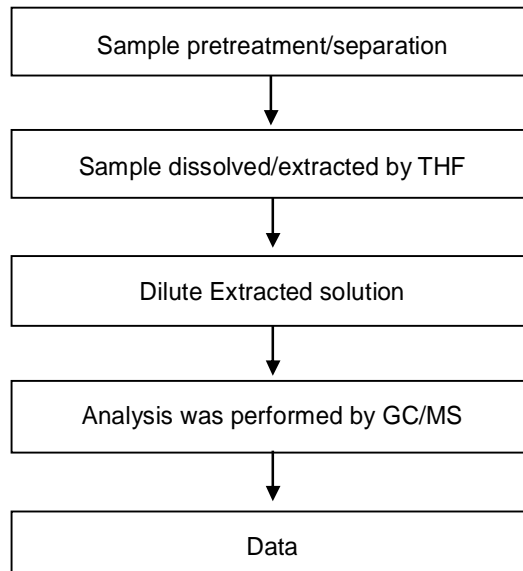 Sample pretreatment/separation
Sample dissolved/extracted by THF
Dilute Extracted solution
Analysis was performed by GC/MS
Data